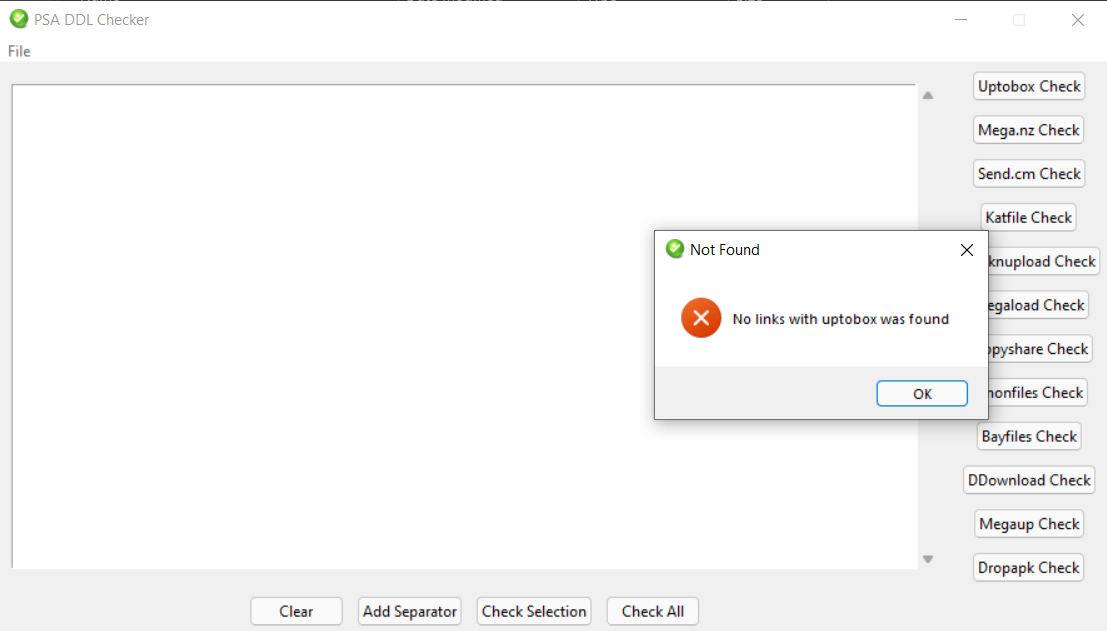 PSA DDL Checker
File
Uptobox Check
Mega.nz Check
Send.cm Check
Katfile Check
Not Found
knupload Check
egaload Check
No links with uptobox was found
opyshare Check
OK
nonfiles Check
Bayfiles Check
DDownload Check
Megaup Check
Dropapk Check
Clear
Add Separator
Check Selection
Check All